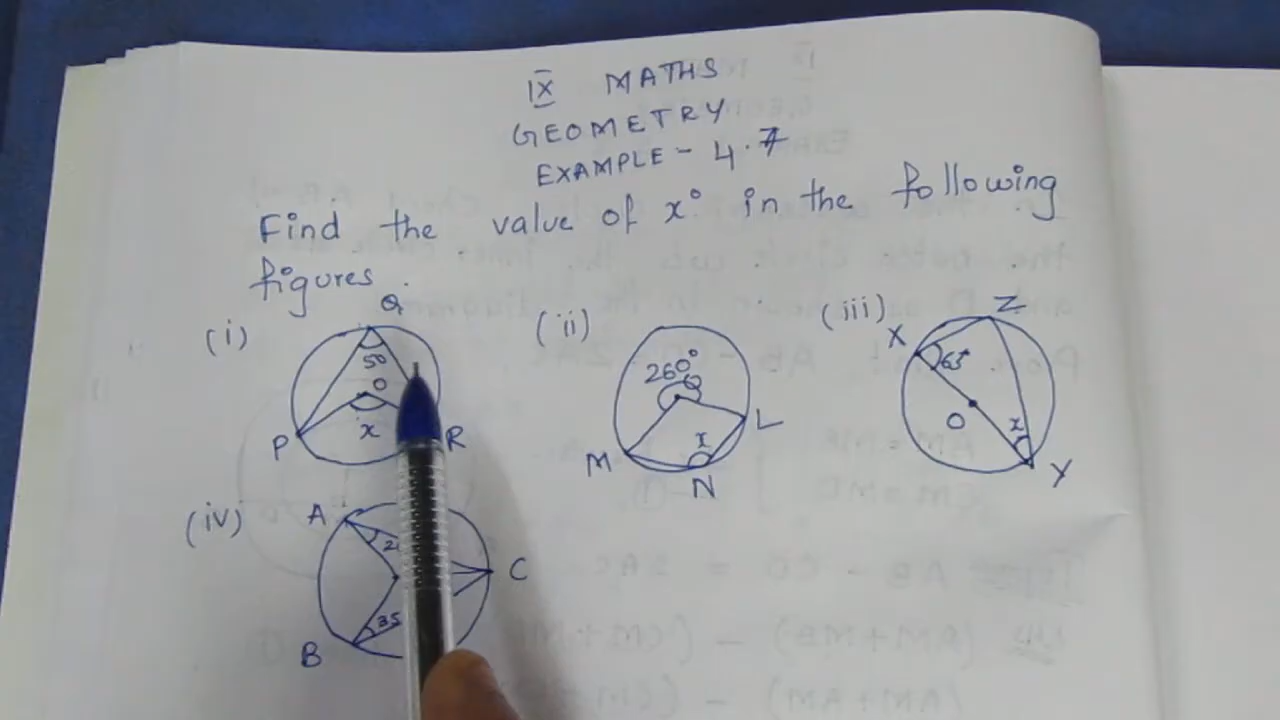 IX MATHS
GEOMETRY
EXAMPLE - 4.7
Find the value of x° in the following
figures
(i) Q 50 O x P R
(ii) 260° O x M L N
(iii) X Z 63° O x Y
(iv) A C 35 B